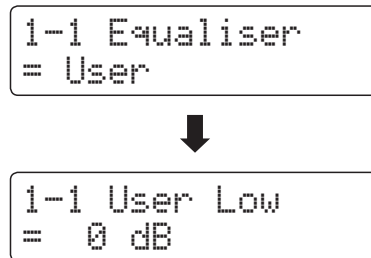 1-1 Equaliser
= User
1-1 User Low
= 0 dB